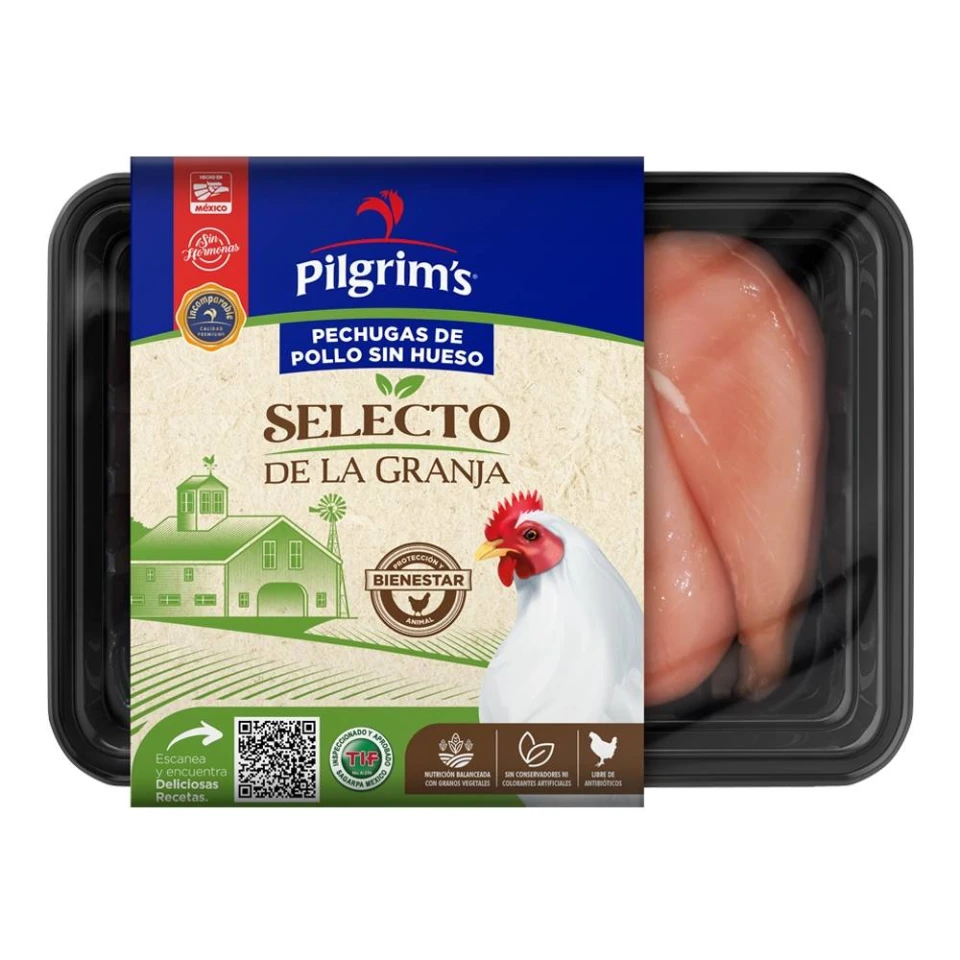 HECHO EN
MÉXICO
Sin
Hormonas
incomparable
CALIDAD
PREMIUM
Pilgrim's
PECHUGAS DE
POLLO SIN HUESO
SELECTO
DE LA GRANJA
PROTECCIÓN Y
BIENESTAR
ANIMAL
Escanea
y encuentra
Deliciosas
Recetas.
INSPECCIONADO Y APROBADO
TIF
SAGARPA MÉXICO
NUTRICIÓN BALANCEADA
CON GRANOS VEGETALES
SIN CONSERVADORES NI
COLORANTES ARTIFICIALES
LIBRE DE
ANTIBIÓTICOS